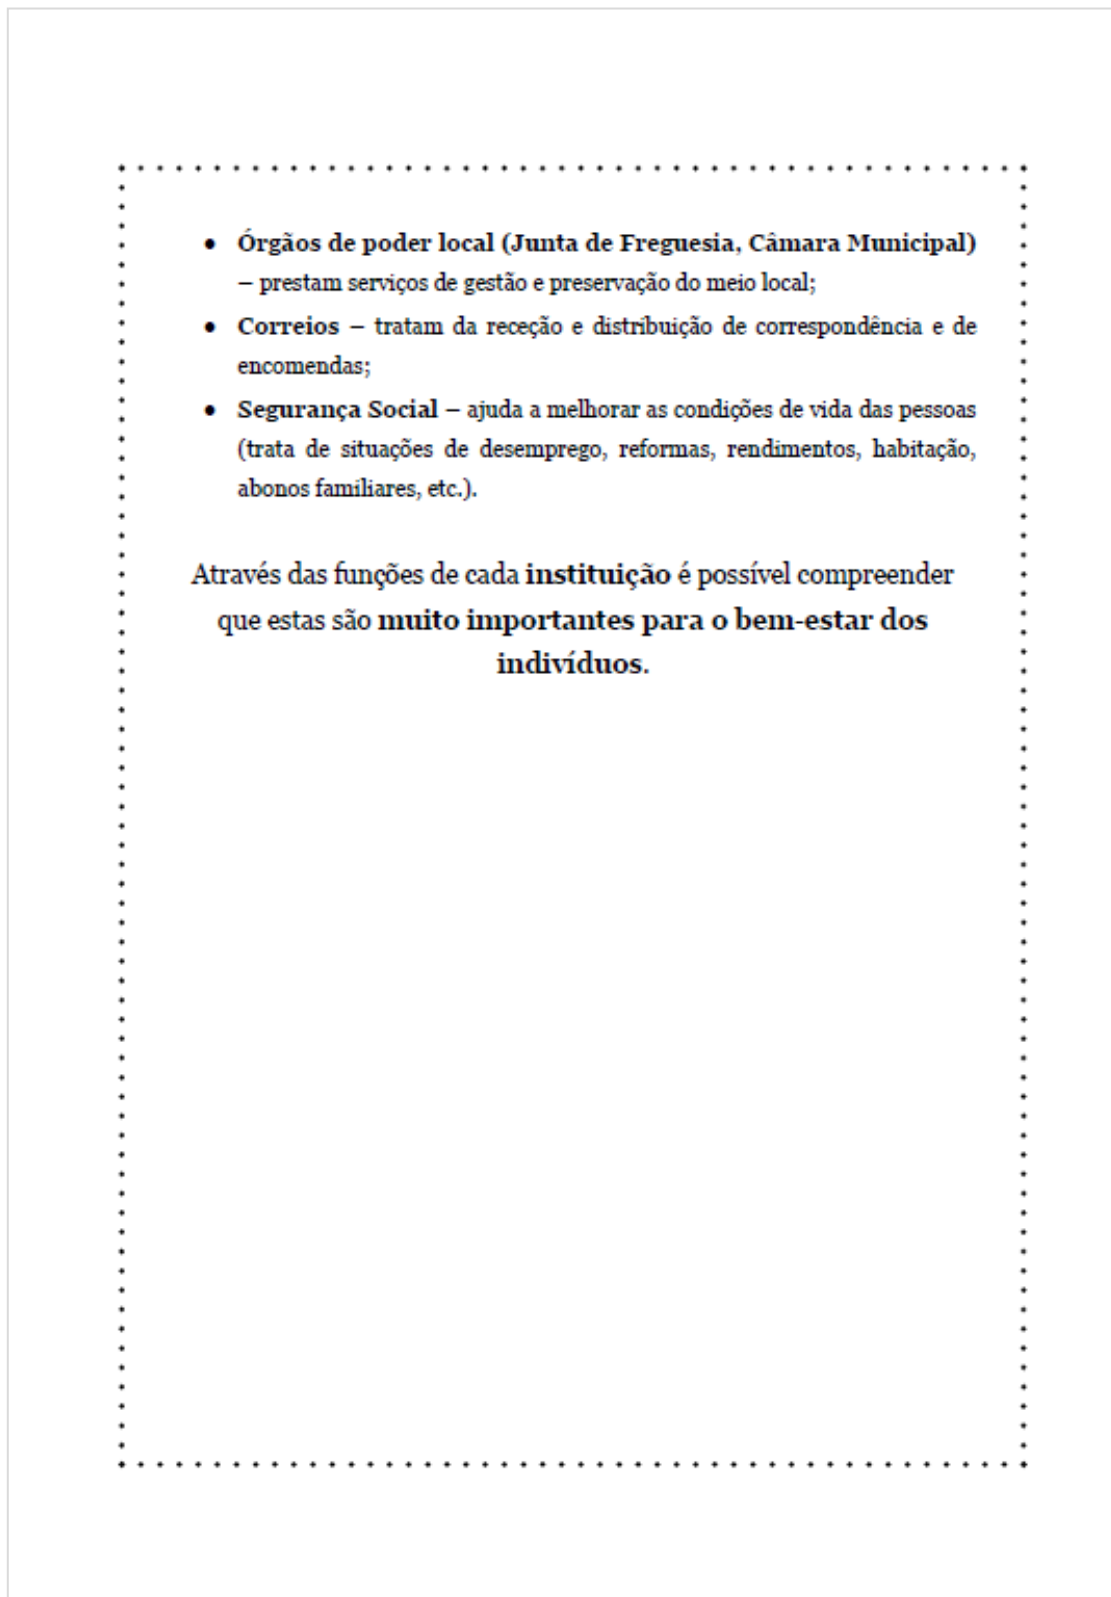 • Órgãos de poder local (Junta de Freguesia, Câmara Municipal)
– prestam serviços de gestão e preservação do meio local;
• Correios – tratam da receção e distribuição de correspondência e de
encomendas;
• Segurança Social – ajuda a melhorar as condições de vida das pessoas
(trata de situações de desemprego, reformas, rendimentos, habitação,
abonos familiares, etc.).
Através das funções de cada instituição é possível compreender
que estas são muito importantes para o bem-estar dos
indivíduos.